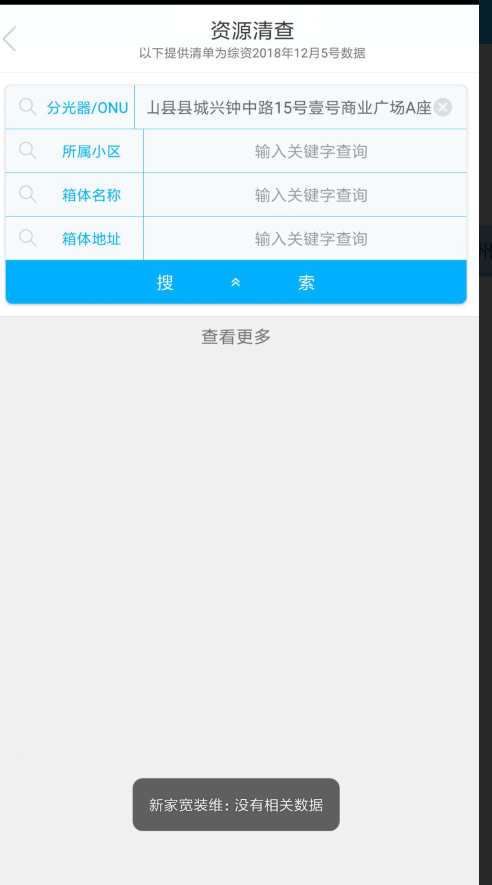 资源清查
以下提供清单为综资2018年12月5号数据
分光器/ONU 山县县城兴钟中路15号壹号商业广场A座
所属小区 输入关键字查询
箱体名称 输入关键字查询
箱体地址 输入关键字查询
搜 索
查看更多
新家宽装维:没有相关数据